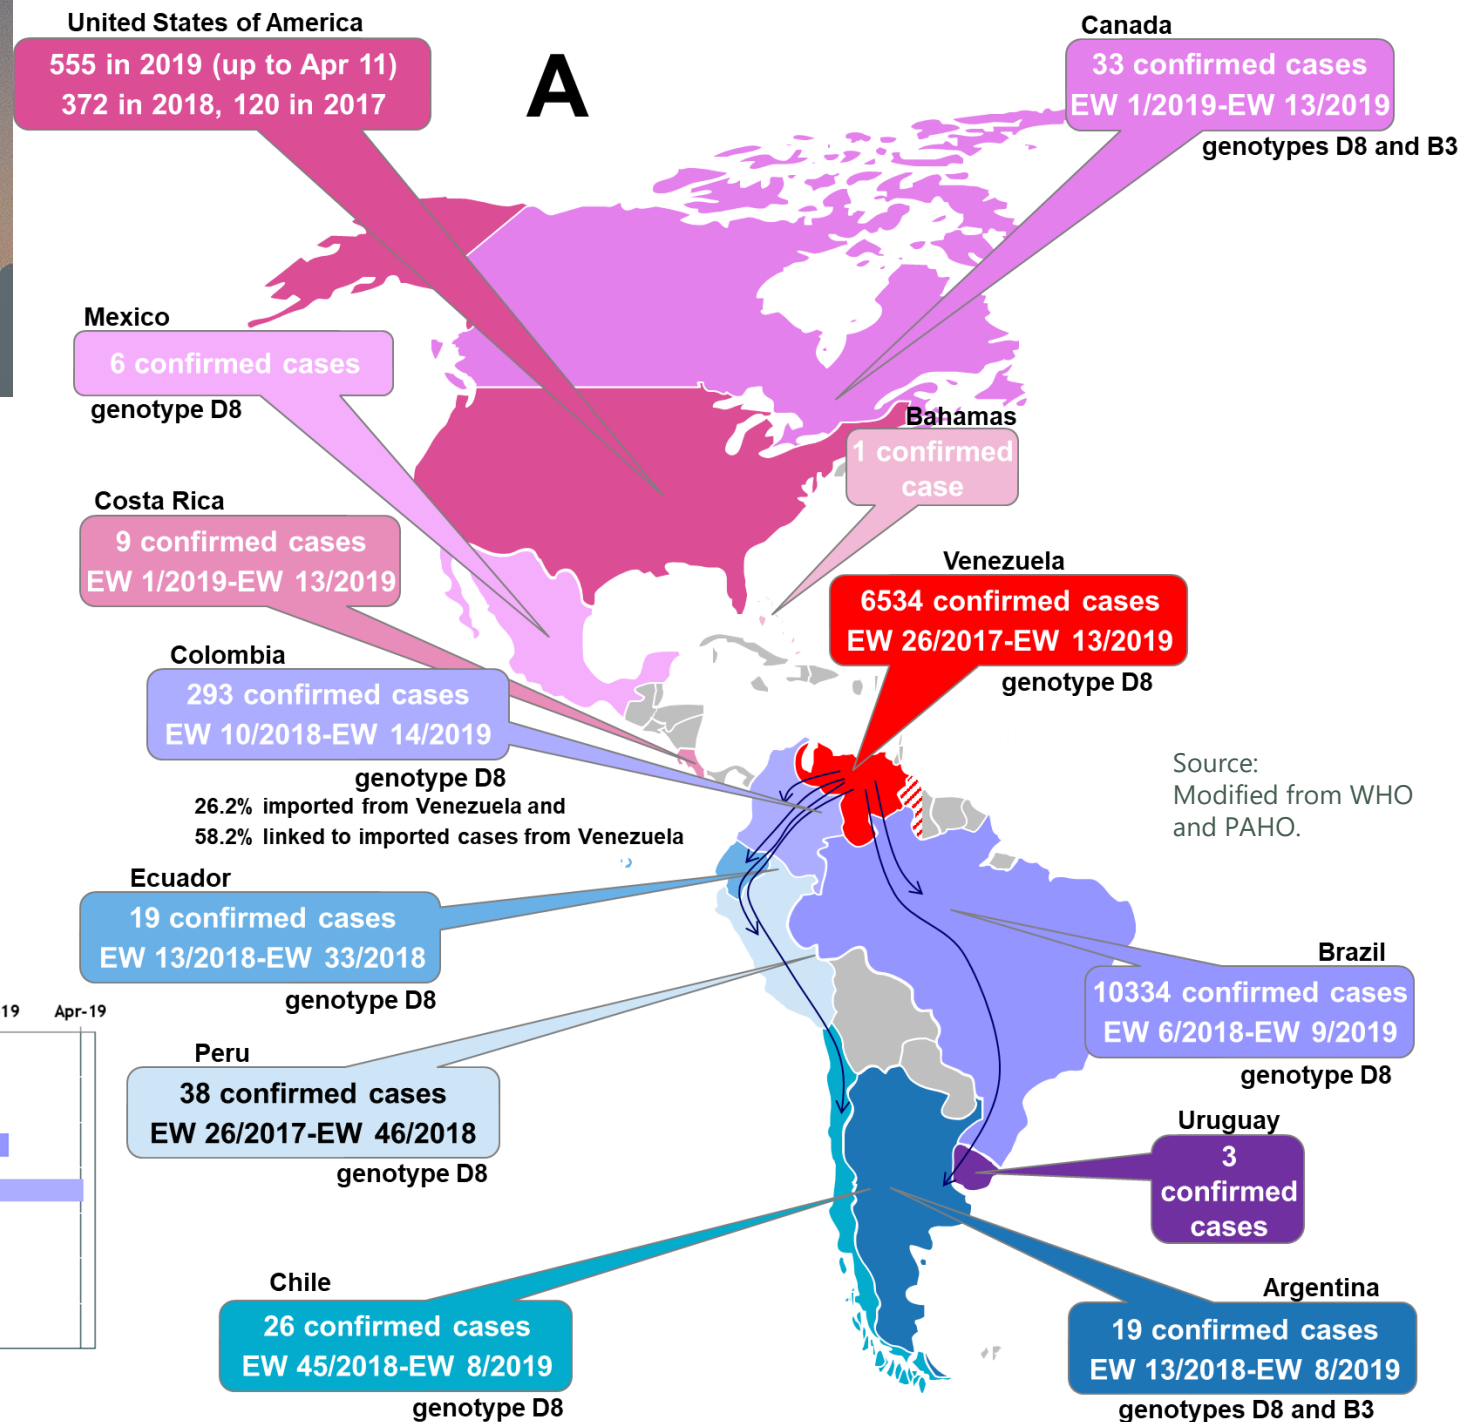 United States of America
555 in 2019 (up to Apr 11)
372 in 2018, 120 in 2017
A
Canada
33 confirmed cases
EW 1/2019-EW 13/2019
genotypes D8 and B3
Mexico
6 confirmed cases
genotype D8
Bahamas
1 confirmed
case
Costa Rica
9 confirmed cases
EW 1/2019-EW 13/2019
Venezuela
6534 confirmed cases
EW 26/2017-EW 13/2019
genotype D8
Colombia
293 confirmed cases
EW 10/2018-EW 14/2019
genotype D8
26.2% imported from Venezuela and
58.2% linked to imported cases from Venezuela
Source:
Modified from WHO
and PAHO.
Ecuador
19 confirmed cases
EW 13/2018-EW 33/2018
genotype D8
Brazil
10334 confirmed cases
EW 6/2018-EW 9/2019
genotype D8
19 Apr-19
Peru
38 confirmed cases
EW 26/2017-EW 46/2018
genotype D8
Uruguay
3
confirmed
cases
Chile
26 confirmed cases
EW 45/2018-EW 8/2019
genotype D8
Argentina
19 confirmed cases
EW 13/2018-EW 8/2019
genotypes D8 and B3